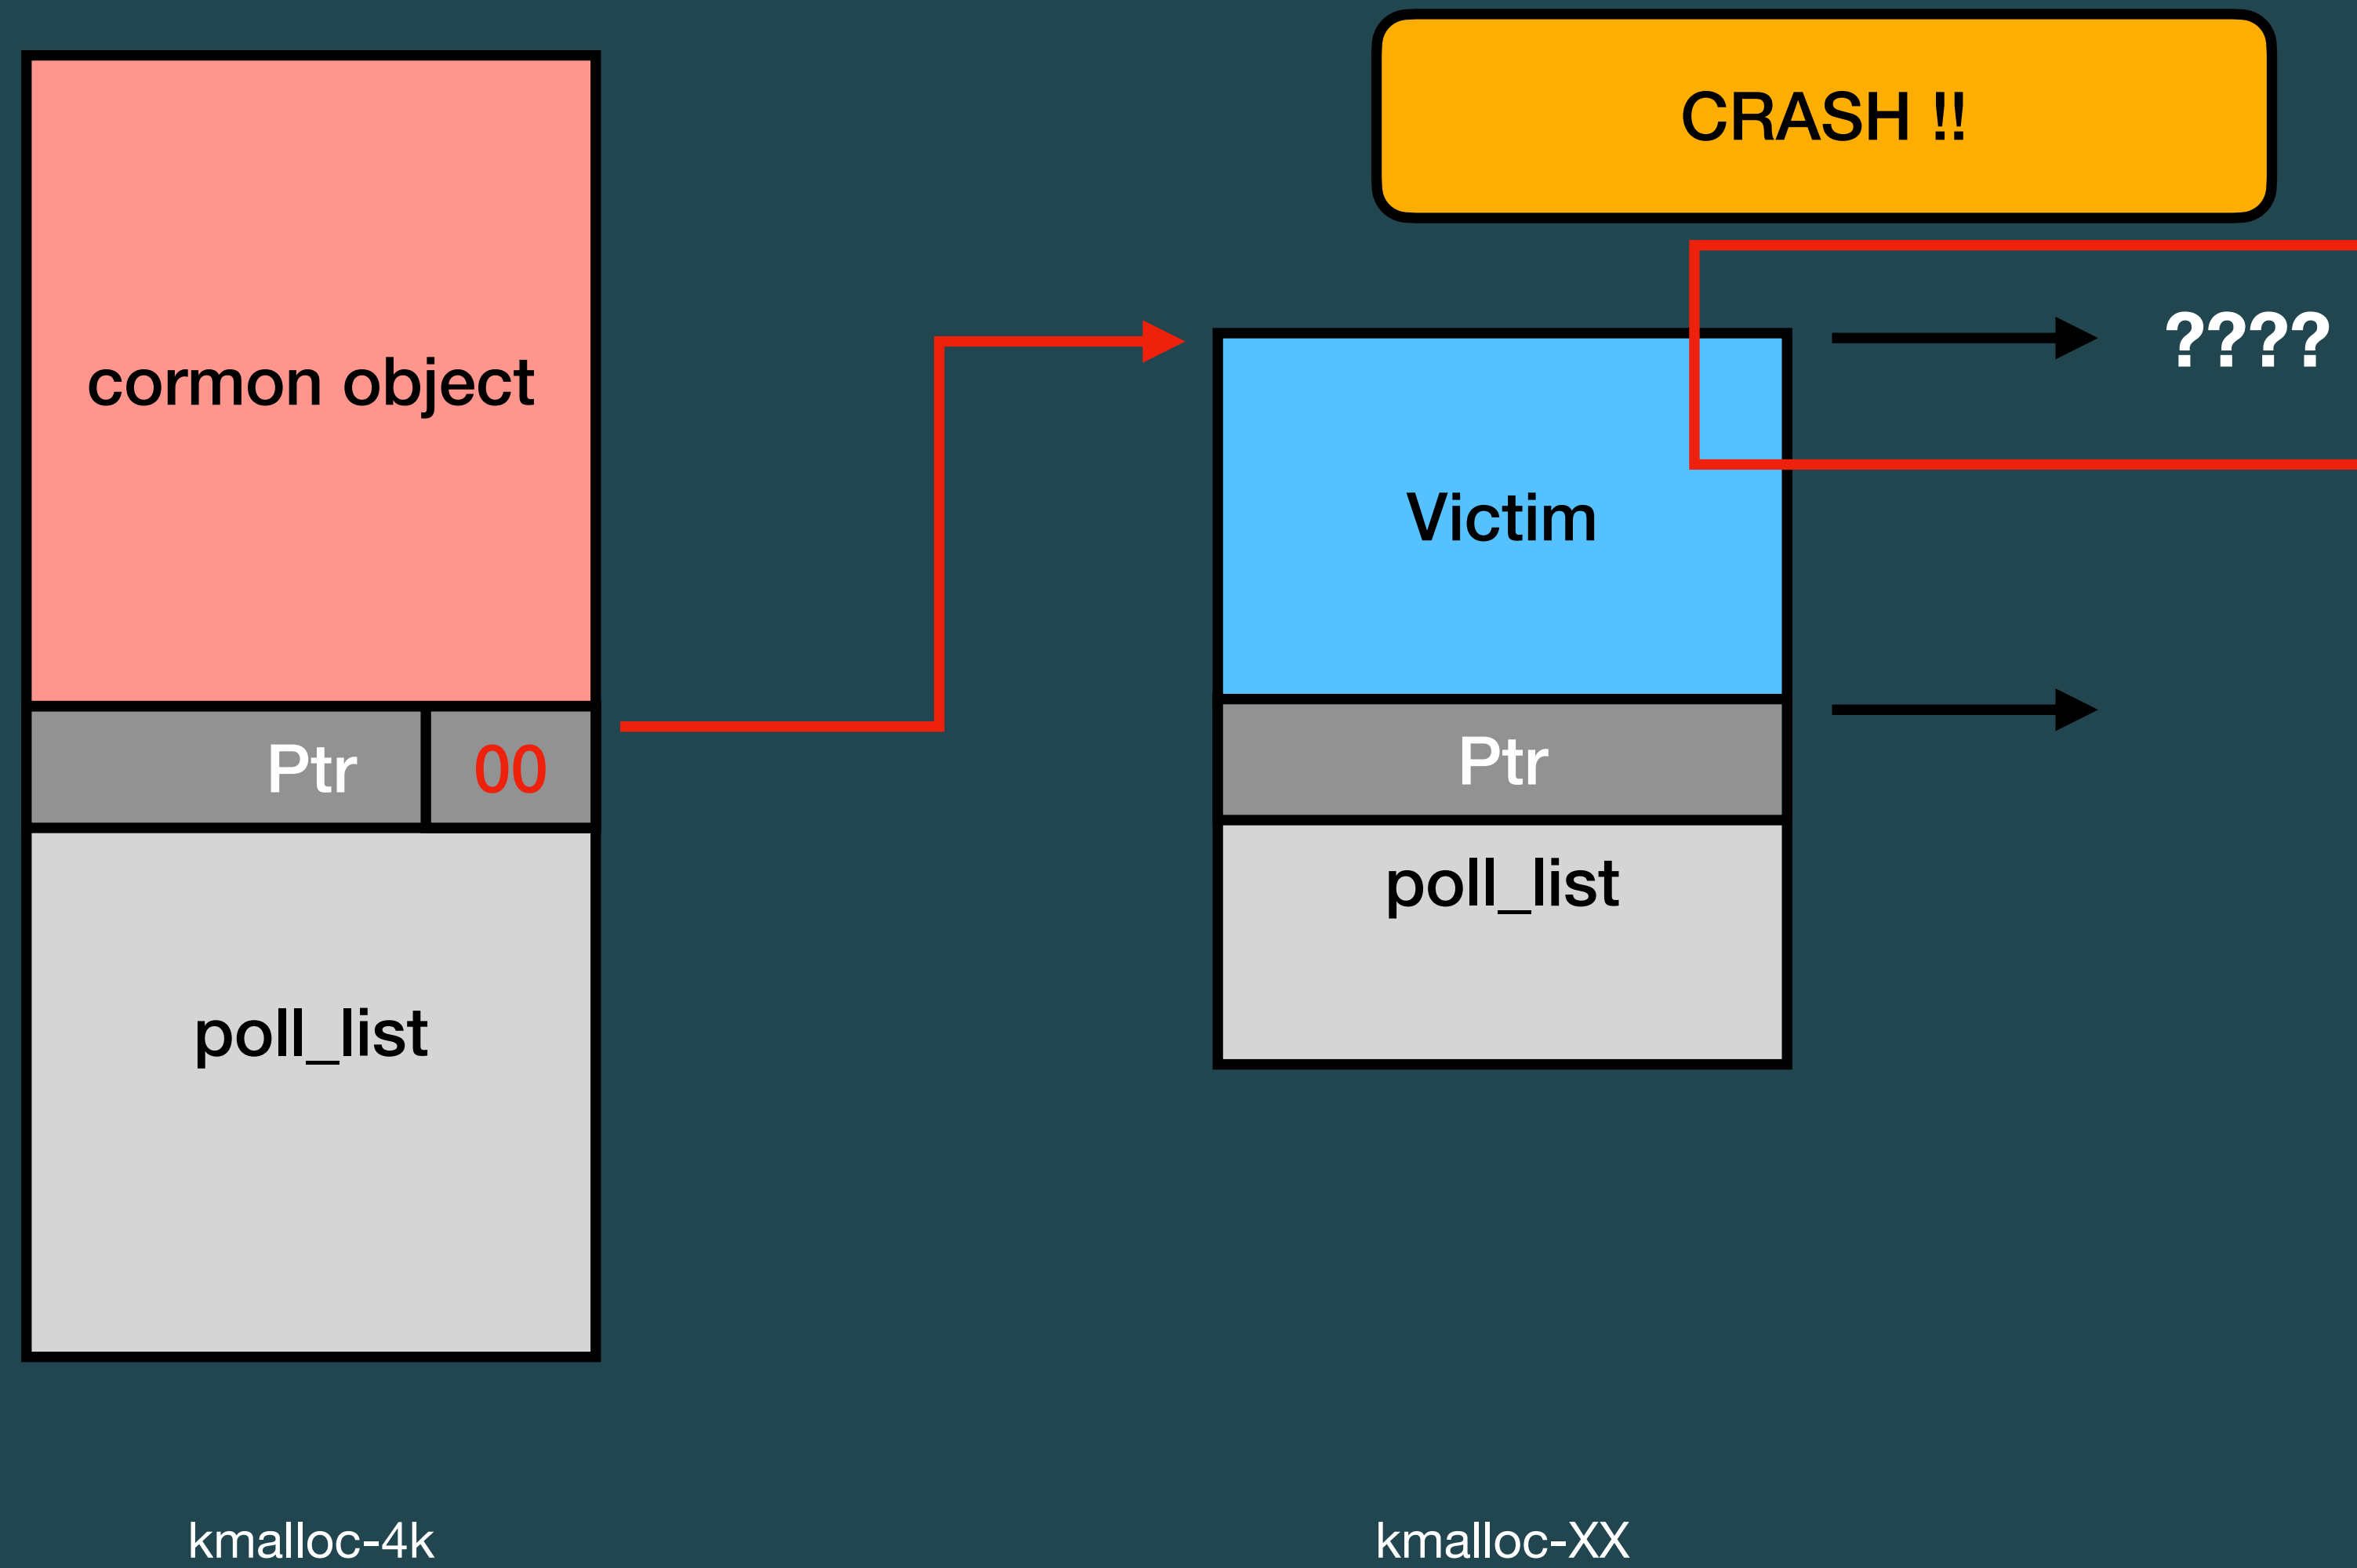 CRASH !!
cormon object
????
Victim
Ptr
00
Ptr
poll_list
poll_list
kmalloc-4k
kmalloc-XX